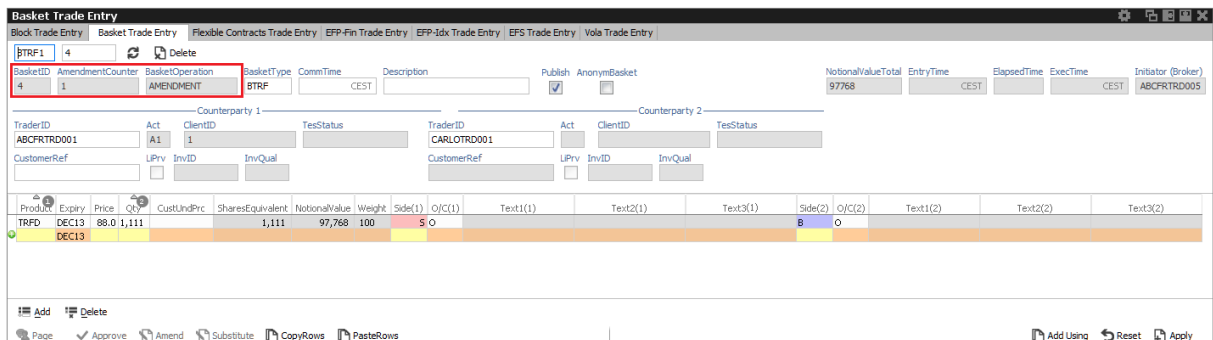 Basket Trade Entry
Block Trade Entry Basket Trade Entry Flexible Contracts Trade Entry EFP-Fin Trade Entry EFP-Idx Trade Entry EFS Trade Entry Vola Trade Entry
BTRF1 4 Delete
BasketID AmendmentCounter BasketOperation BasketType CommTime Description Publish AnonymBasket NotionalValueTotal EntryTime ElapsedTime ExecTime Initiator (Broker)
4 1 AMENDMENT BTRF CEST 97768 CEST CEST ABCFRTRD005
Counterparty 1 Counterparty 2
TraderID Act ClientID TesStatus TraderID Act ClientID TesStatus
ABCFRTRD001 A1 1 CARLOTRD001
CustomerRef LiPrv InvID InvQual CustomerRef LiPrv InvID InvQual
Product 1 Expiry Price Qty 2 CustUndPrc SharesEquivalent NotionalValue Weight Side(1) O/C(1) Text1(1) Text2(1) Text3(1) Side(2) O/C(2) Text1(2) Text2(2) Text3(2)
TRFD DEC13 88.0 1,111 1,111 97,768 100 S O B O
DEC13
Add Delete
Page Approve Amend Substitute CopyRows PasteRows Add Using Reset Apply